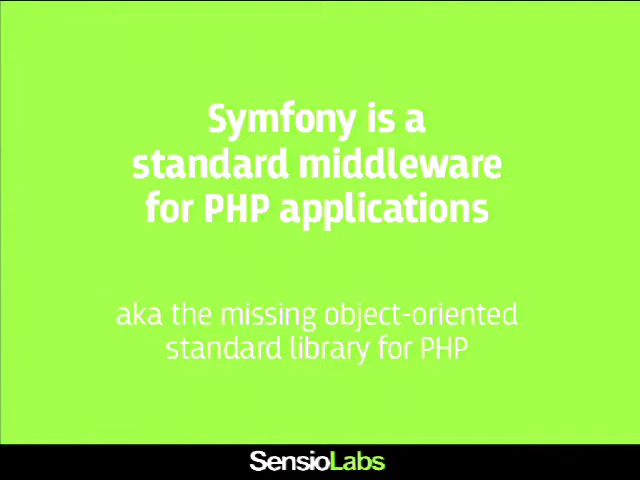 Symfony is a
standard middleware
for PHP applications
aka the missing object-oriented
standard library for PHP
SensioLabs